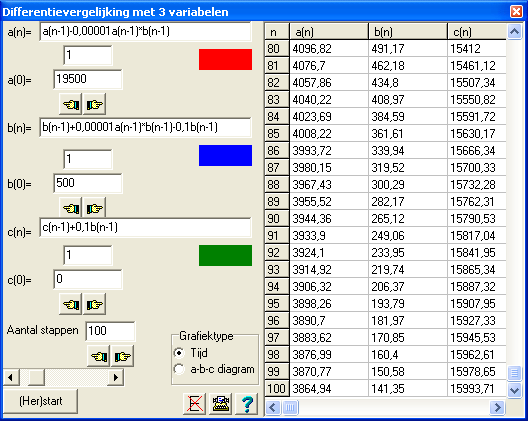 Differentievergelijking met 3 variabelen
a(n)= a(n-1)-0,00001a(n-1)*b(n-1)
1
a(0)= 19500
b(n)= b(n-1)+0,00001a(n-1)*b(n-1)-0,1b(n-1)
1
b(0)= 500
c(n)= c(n-1)+0,1b(n-1)
1
c(0)= 0
Aantal stappen 100
Grafiektype
Tijd
a-b-c diagram
(Her)start
?
n a(n) b(n) c(n)
80 4096,82 491,17 15412
81 4076,7 462,18 15461,12
82 4057,86 434,8 15507,34
83 4040,22 408,97 15550,82
84 4023,69 384,59 15591,72
85 4008,22 361,61 15630,17
86 3993,72 339,94 15666,34
87 3980,15 319,52 15700,33
88 3967,43 300,29 15732,28
89 3955,52 282,17 15762,31
90 3944,36 265,12 15790,53
91 3933,9 249,06 15817,04
92 3924,1 233,95 15841,95
93 3914,92 219,74 15865,34
94 3906,32 206,37 15887,32
95 3898,26 193,79 15907,95
96 3890,7 181,97 15927,33
97 3883,62 170,85 15945,53
98 3876,99 160,4 15962,61
99 3870,77 150,58 15978,65
100 3864,94 141,35 15993,71